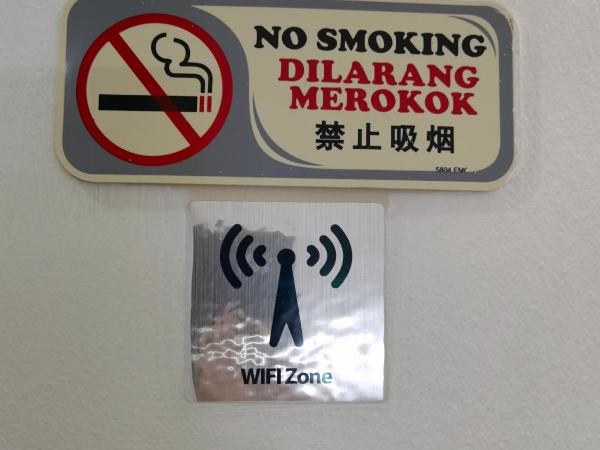 NO SMOKING
DILARANG
MEROKOK
禁止吸烟
WIFI Zone